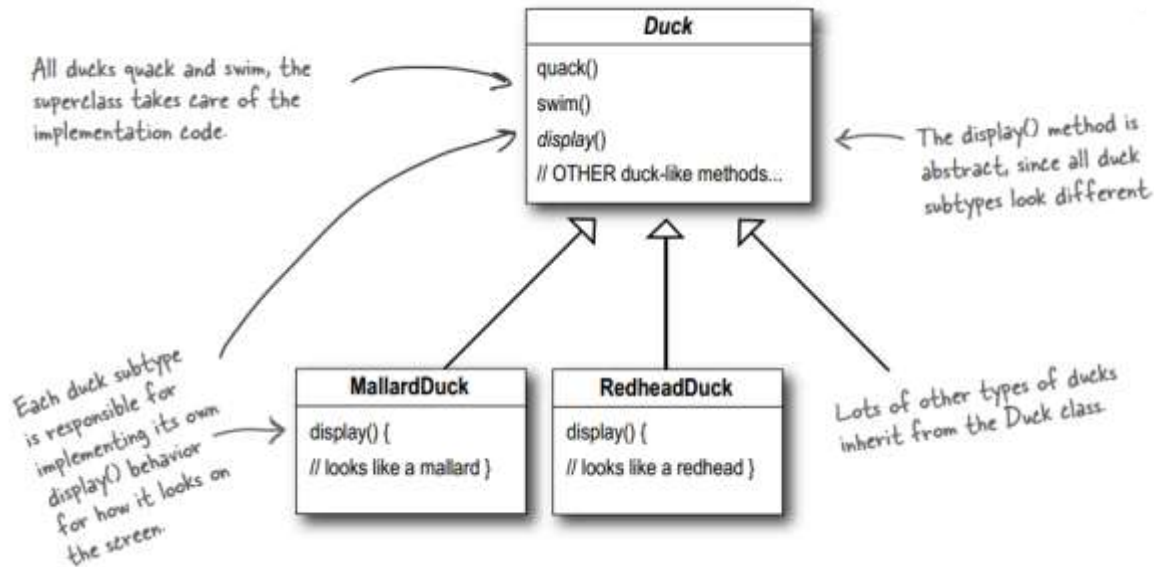 Duck
quack()
swim()
display()
// OTHER duck-like methods...
All ducks quack and swim, the
superclass takes care of the
implementation code.
The display() method is
abstract, since all duck
subtypes look different.
Each duck subtype
is responsible for
implementing its own
display() behavior
for how it looks on
the screen.
MallardDuck
display() {
// looks like a mallard }
RedheadDuck
display() {
// looks like a redhead }
Lots of other types of ducks
inherit from the Duck class.